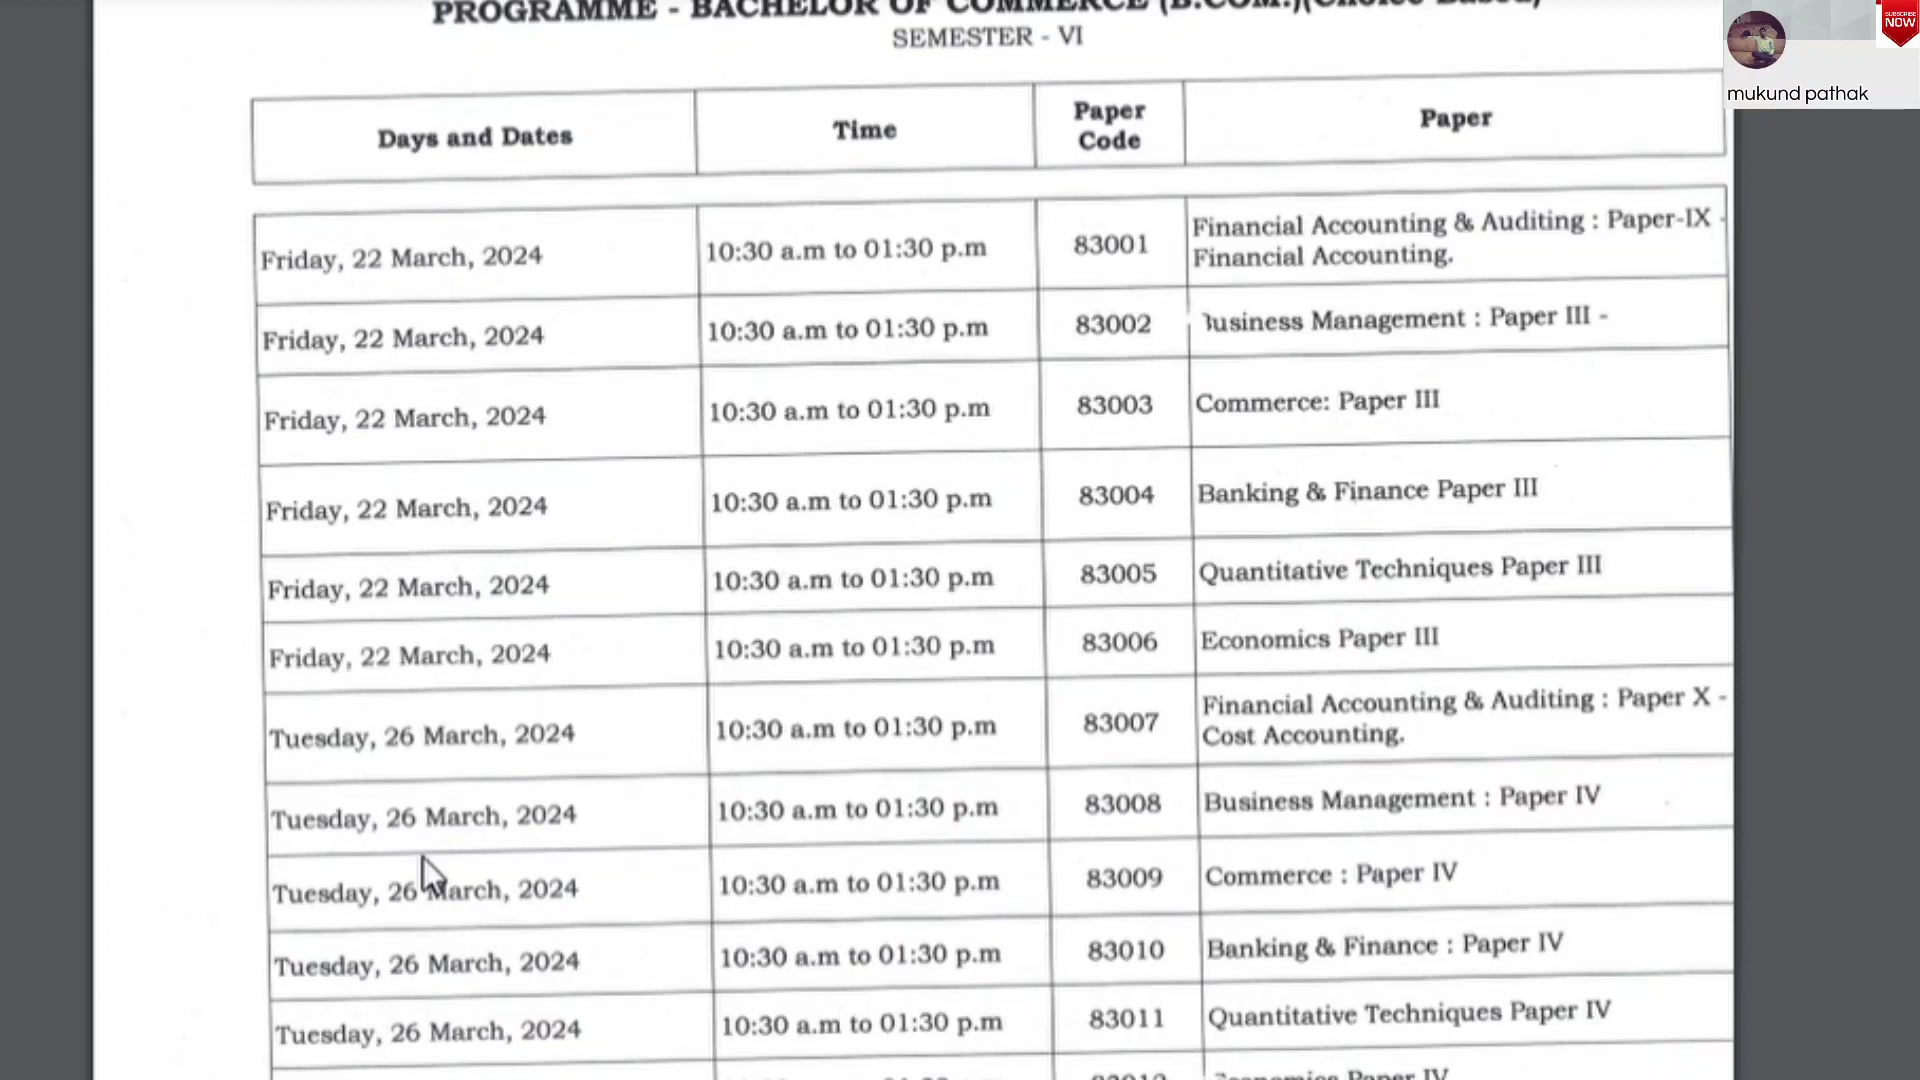 PROGRAMME - BACHELOR OF COMMERCE (B.COM.)(Choice Based)
SEMESTER - VI
SUBSCRIBE
NOW
mukund pathak
Days and Dates Time Paper Code Paper
Friday, 22 March, 2024 10:30 a.m to 01:30 p.m 83001 Financial Accounting & Auditing : Paper-IX -
Financial Accounting.
Friday, 22 March, 2024 10:30 a.m to 01:30 p.m 83002 Business Management : Paper III -
Friday, 22 March, 2024 10:30 a.m to 01:30 p.m 83003 Commerce: Paper III
Friday, 22 March, 2024 10:30 a.m to 01:30 p.m 83004 Banking & Finance Paper III
Friday, 22 March, 2024 10:30 a.m to 01:30 p.m 83005 Quantitative Techniques Paper III
Friday, 22 March, 2024 10:30 a.m to 01:30 p.m 83006 Economics Paper III
Tuesday, 26 March, 2024 10:30 a.m to 01:30 p.m 83007 Financial Accounting & Auditing : Paper X -
Cost Accounting.
Tuesday, 26 March, 2024 10:30 a.m to 01:30 p.m 83008 Business Management : Paper IV
Tuesday, 26 March, 2024 10:30 a.m to 01:30 p.m 83009 Commerce : Paper IV
Tuesday, 26 March, 2024 10:30 a.m to 01:30 p.m 83010 Banking & Finance : Paper IV
Tuesday, 26 March, 2024 10:30 a.m to 01:30 p.m 83011 Quantitative Techniques Paper IV
83012 Economics Paper IV